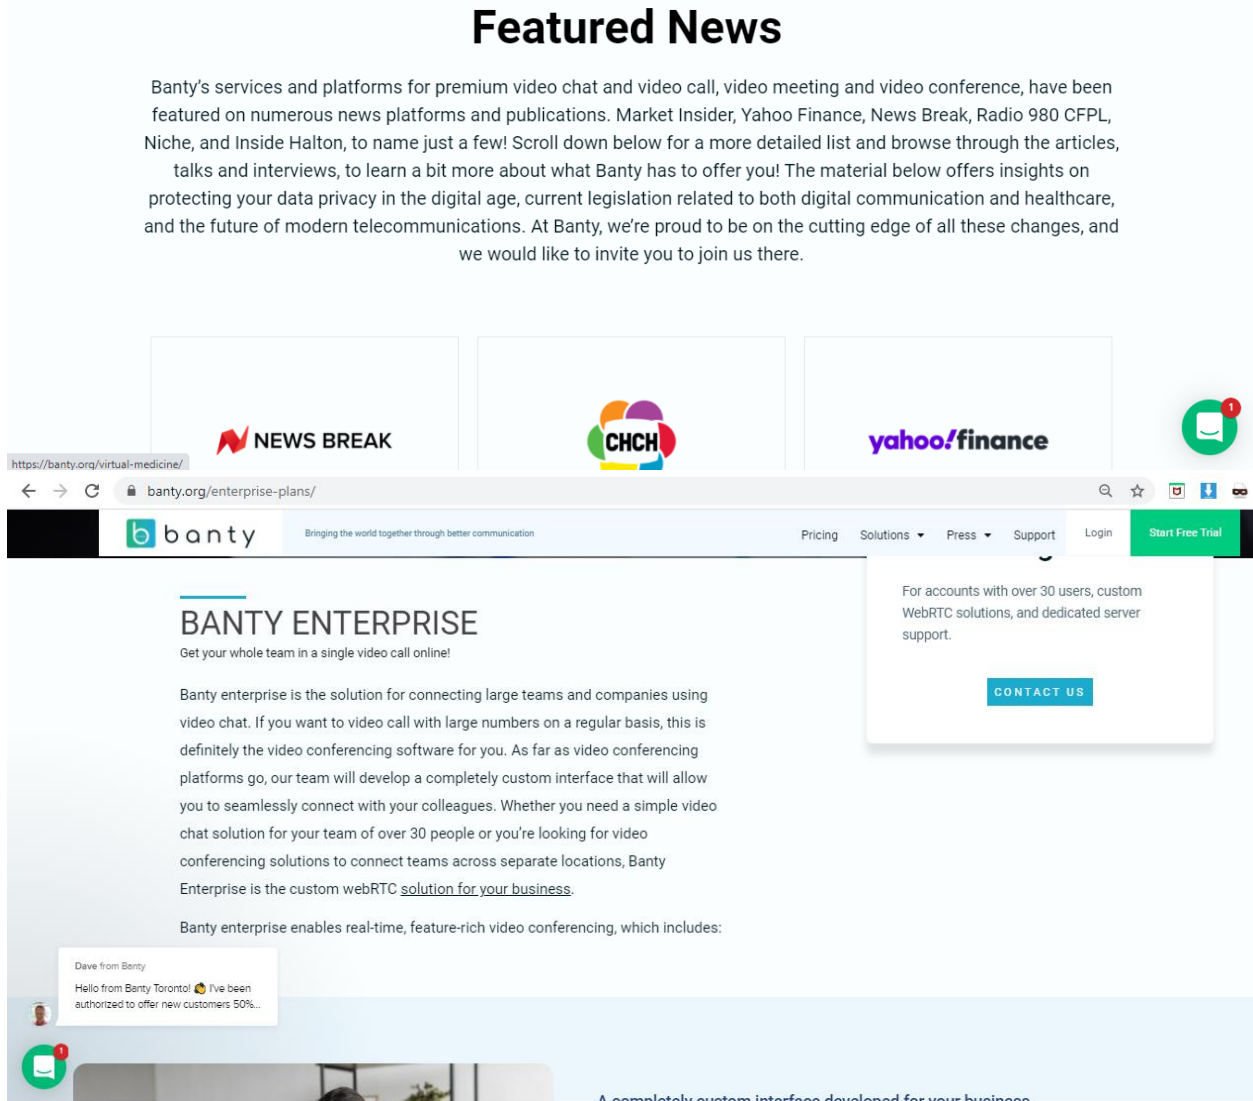 Featured News
Banty's services and platforms for premium video chat and video call, video meeting and video conference, have been
featured on numerous news platforms and publications. Market Insider, Yahoo Finance, News Break, Radio 980 CFPL,
Niche, and Inside Halton, to name just a few! Scroll down below for a more detailed list and browse through the articles,
talks and interviews, to learn a bit more about what Banty has to offer you! The material below offers insights on
protecting your data privacy in the digital age, current legislation related to both digital communication and healthcare,
and the future of modern telecommunications. At Banty, we're proud to be on the cutting edge of all these changes, and
we would like to invite you to join us there.
NEWS BREAK
CHCH
yahoo!finance
1
https://banty.org/virtual-medicine/
banty.org/enterprise-plans/
b banty
Bringing the world together through better communication
Pricing Solutions Press Support Login Start Free Trial
For accounts with over 30 users, custom
WebRTC solutions, and dedicated server
support.
CONTACT US
BANTY ENTERPRISE
Get your whole team in a single video call online!
Banty enterprise is the solution for connecting large teams and companies using
video chat. If you want to video call with large numbers on a regular basis, this is
definitely the video conferencing software for you. As far as video conferencing
platforms go, our team will develop a completely custom interface that will allow
you to seamlessly connect with your colleagues. Whether you need a simple video
chat solution for your team of over 30 people or you're looking for video
conferencing solutions to connect teams across separate locations, Banty
Enterprise is the custom webRTC solution for your business.
Banty enterprise enables real-time, feature-rich video conferencing, which includes:
Dave from Banty
Hello from Banty Toronto! 👏 I've been
authorized to offer new customers 50%...
1
A completely custom interface developed for your business